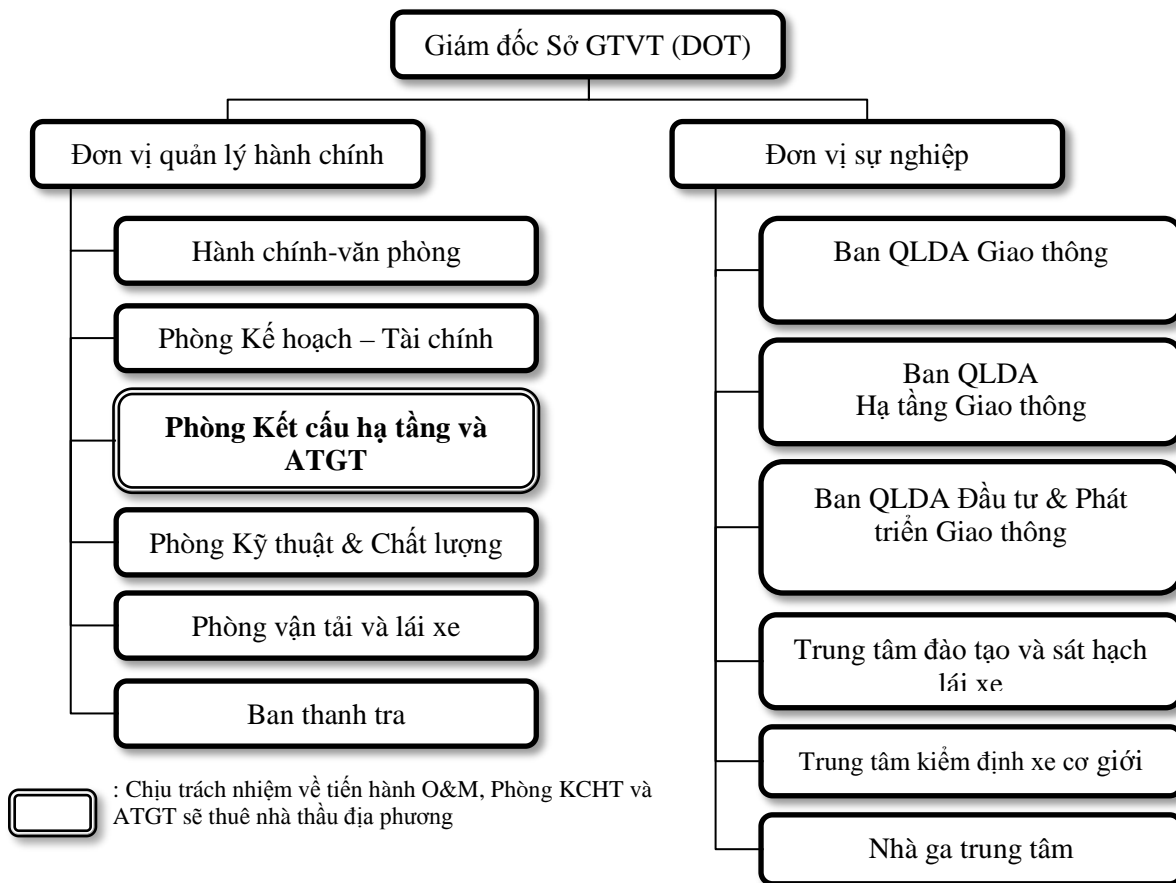 Giám đốc Sở GTVT (DOT)
Đơn vị quản lý hành chính
Hành chính-văn phòng
Phòng Kế hoạch – Tài chính
Phòng Kết cấu hạ tầng và
ATGT
Phòng Kỹ thuật & Chất lượng
Phòng vận tải và lái xe
Ban thanh tra
Đơn vị sự nghiệp
Ban QLDA Giao thông
Ban QLDA
Hạ tầng Giao thông
Ban QLDA Đầu tư & Phát
triển Giao thông
Trung tâm đào tạo và sát hạch
lái xe
Trung tâm kiểm định xe cơ giới
Nhà ga trung tâm
: Chịu trách nhiệm về tiến hành O&M, Phòng KCHT và
ATGT sẽ thuê nhà thầu địa phương